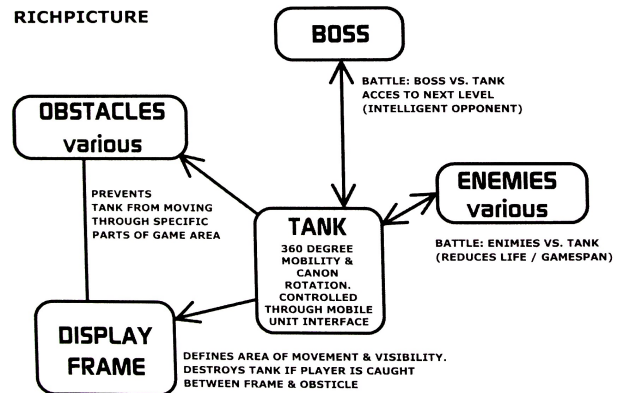 RICHPICTURE
BOSS
BATTLE: BOSS VS. TANK
ACCES TO NEXT LEVEL
(INTELLIGENT OPPONENT)
OBSTACLES
various
ENEMIES
various
PREVENTS
TANK FROM MOVING
THROUGH SPECIFIC
PARTS OF GAME AREA
TANK
360 DEGREE
MOBILITY &
CANON
ROTATION.
CONTROLLED
THROUGH MOBILE
UNIT INTERFACE
BATTLE: ENIMIES VS. TANK
(REDUCES LIFE / GAMESPAN)
DISPLAY
FRAME
DEFINES AREA OF MOVEMENT & VISIBILITY.
DESTROYS TANK IF PLAYER IS CAUGHT
BETWEEN FRAME & OBSTICLE